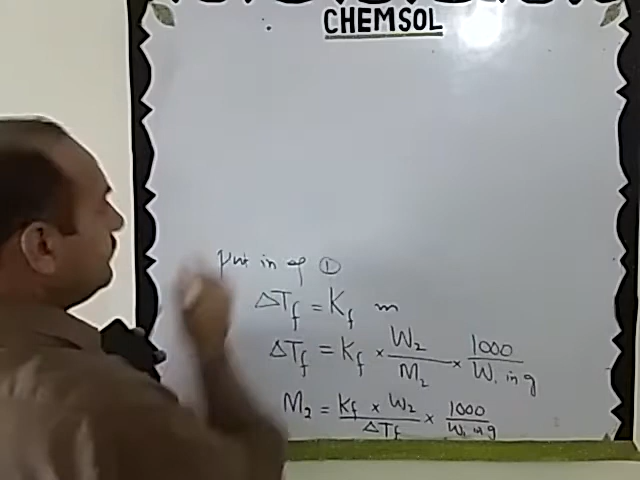 CHEMSOL
Put in eq ①
ΔT_f = K_f m
ΔT_f = K_f × W₂/M₂ × 1000/W₁ in g
M₂ = K_f × W₂/ΔT_f × 1000/W₁ in g